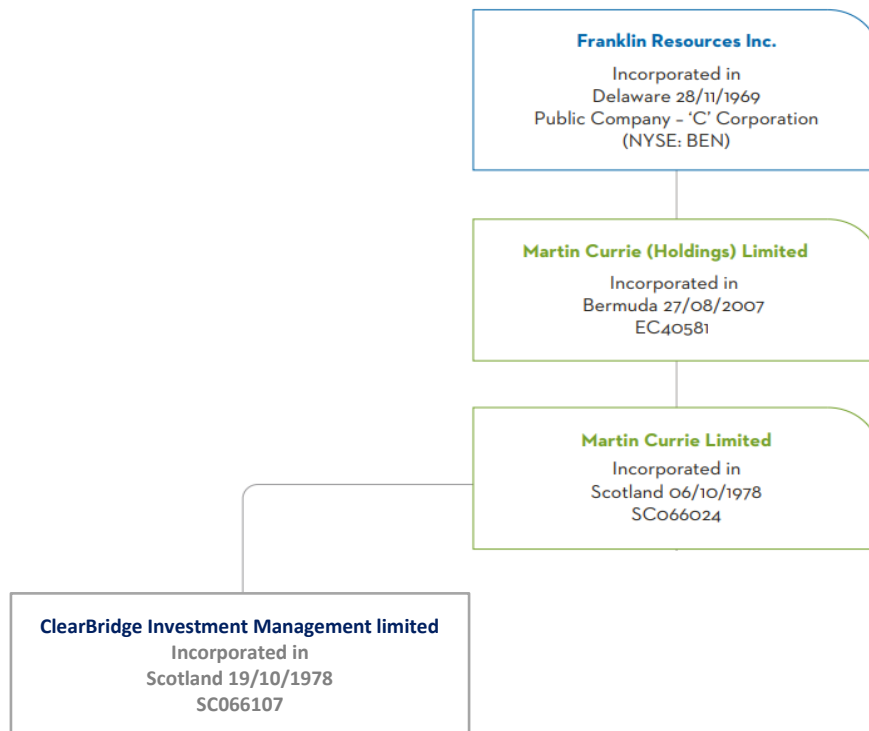 Franklin Resources Inc.
Incorporated in
Delaware 28/11/1969
Public Company – ‘C’ Corporation
(NYSE: BEN)
Martin Currie (Holdings) Limited
Incorporated in
Bermuda 27/08/2007
EC40581
Martin Currie Limited
Incorporated in
Scotland 06/10/1978
SC066024
ClearBridge Investment Management limited
Incorporated in
Scotland 19/10/1978
SC066107